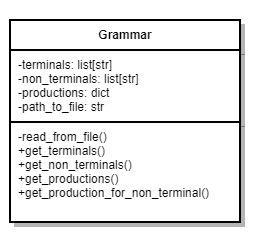 Grammar
-terminals: list[str]
-non_terminals: list[str]
-productions: dict
-path_to_file: str
-read_from_file()
+get_terminals()
+get_non_terminals()
+get_productions()
+get_production_for_non_terminal()